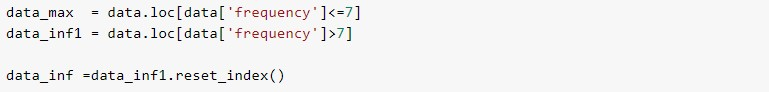 data_max  = data.loc[data['frequency']<=7]
data_inf1 = data.loc[data['frequency']>7]
data_inf =data_inf1.reset_index()